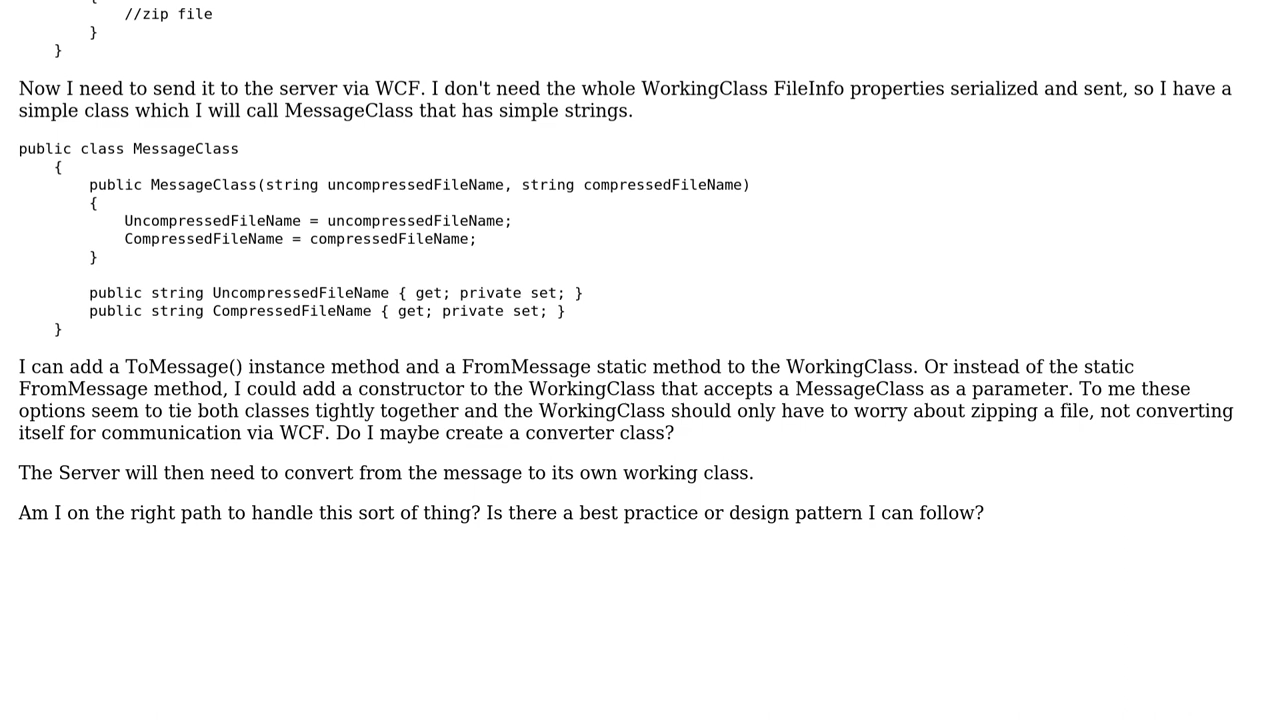 {
//zip file
}
}
Now I need to send it to the server via WCF. I don't need the whole WorkingClass FileInfo properties serialized and sent, so I have a
simple class which I will call MessageClass that has simple strings.
public class MessageClass
{
public MessageClass(string uncompressedFileName, string compressedFileName)
{
UncompressedFileName = uncompressedFileName;
CompressedFileName = compressedFileName;
}
public string UncompressedFileName { get; private set; }
public string CompressedFileName { get; private set; }
}
I can add a ToMessage() instance method and a FromMessage static method to the WorkingClass. Or instead of the static
FromMessage method, I could add a constructor to the WorkingClass that accepts a MessageClass as a parameter. To me these
options seem to tie both classes tightly together and the WorkingClass should only have to worry about zipping a file, not converting
itself for communication via WCF. Do I maybe create a converter class?
The Server will then need to convert from the message to its own working class.
Am I on the right path to handle this sort of thing? Is there a best practice or design pattern I can follow?